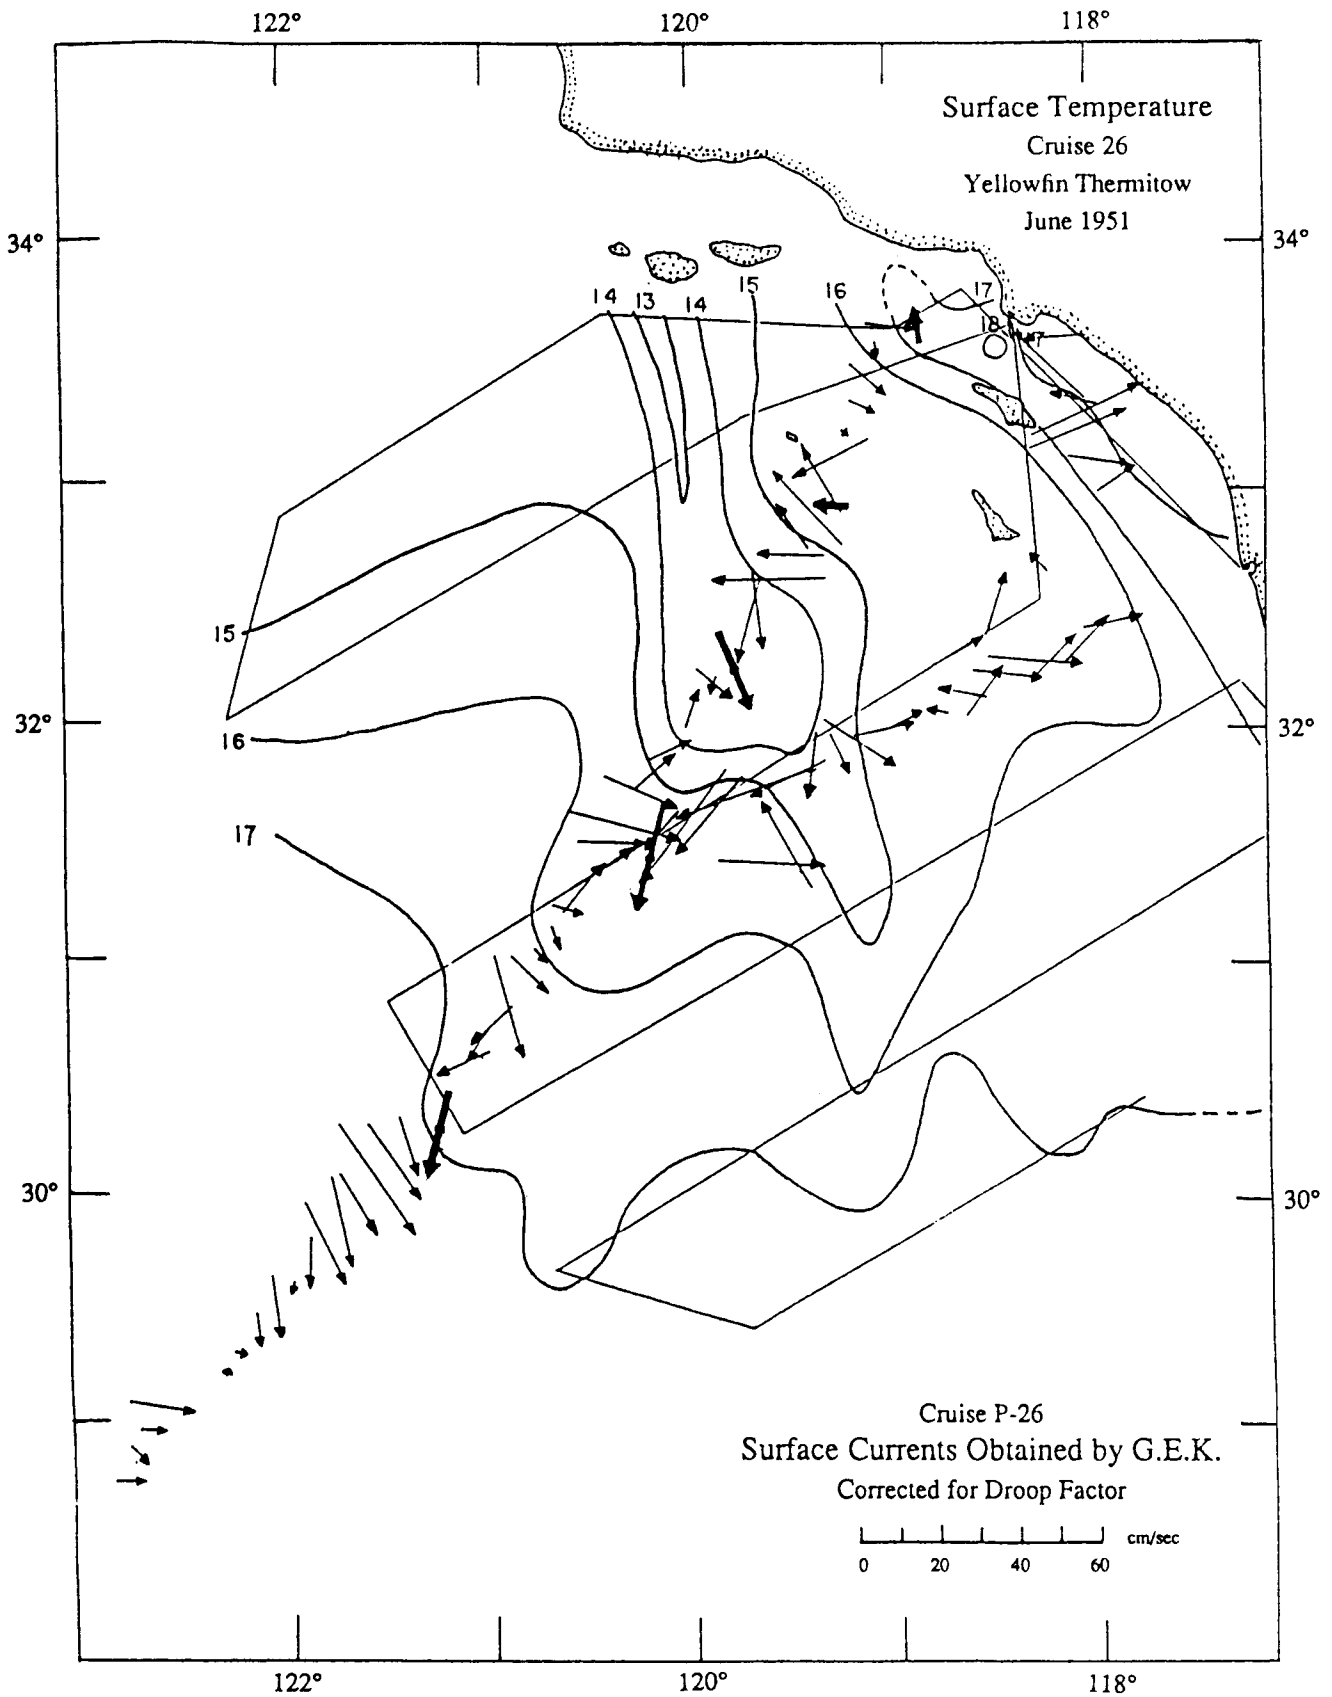 122° 120° 118°
Surface Temperature
Cruise 26
Yellowfin Thermitow
June 1951
34° 34°
14 13 14 15 16 17
18
17
15
32° 32°
16
17
30° 30°
Cruise P-26
Surface Currents Obtained by G.E.K.
Corrected for Droop Factor
cm/sec
0 20 40 60
122° 120° 118°